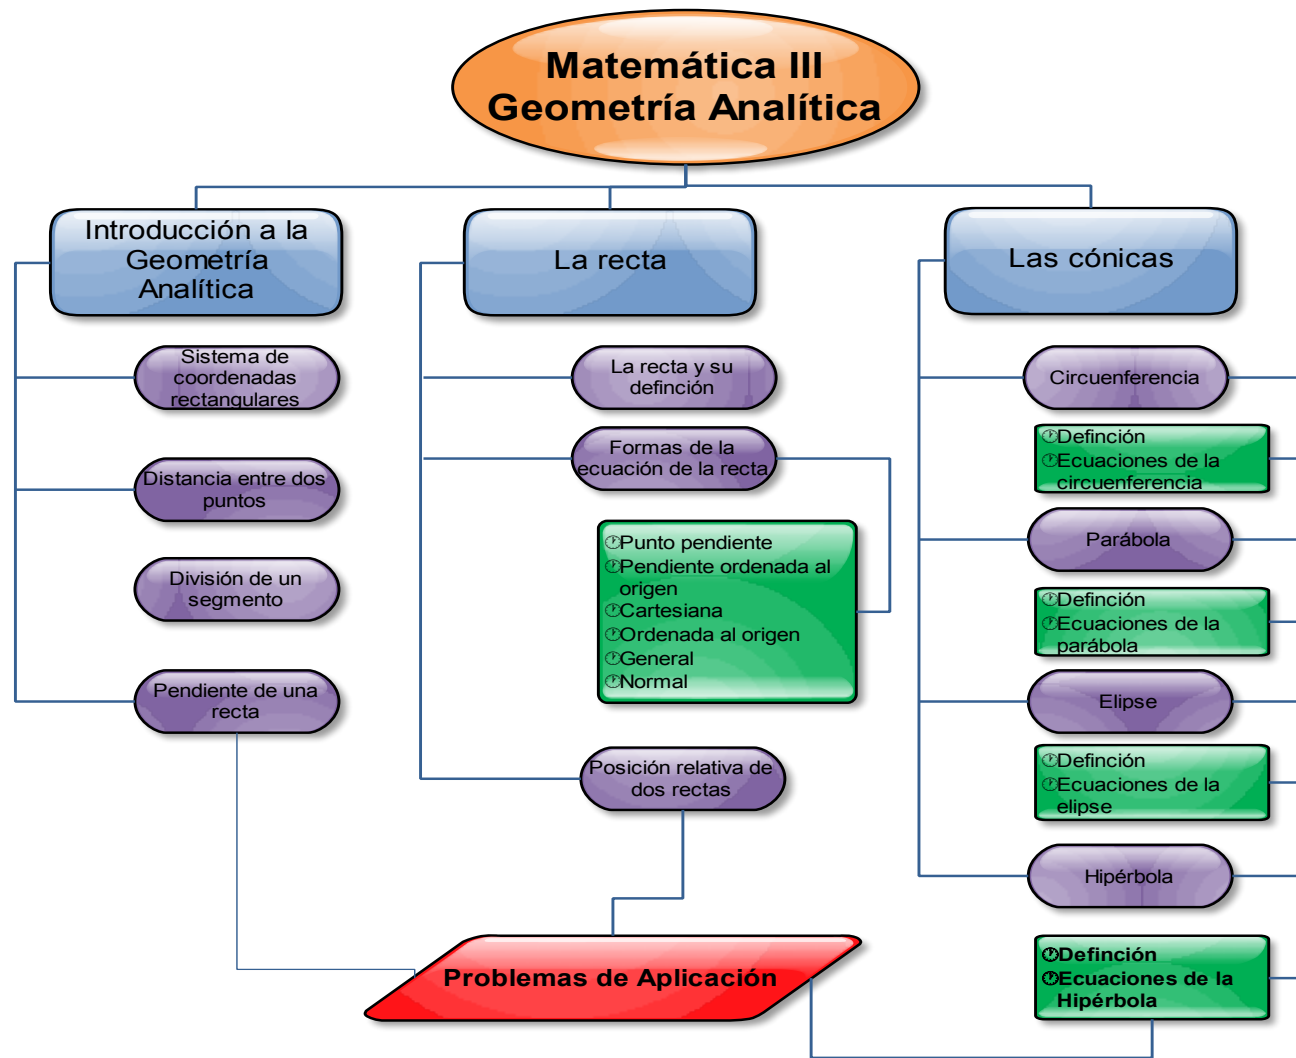 Matemática III
Geometría Analítica
Introducción a la
Geometría
Analítica
Sistema de
coordenadas
rectangulares
Distancia entre dos
puntos
División de un
segmento
Pendiente de una
recta
La recta
La recta y su
definción
Formas de la
ecuación de la recta
Punto pendiente
Pendiente ordenada al
origen
Cartesiana
Ordenada al origen
General
Normal
Posición relativa de
dos rectas
Las cónicas
Circuenferencia
Definción
Ecuaciones de la
circuenferencia
Parábola
Definción
Ecuaciones de la
parábola
Elipse
Definción
Ecuaciones de la
elipse
Hipérbola
Definción
Ecuaciones de la
Hipérbola
Problemas de Aplicación